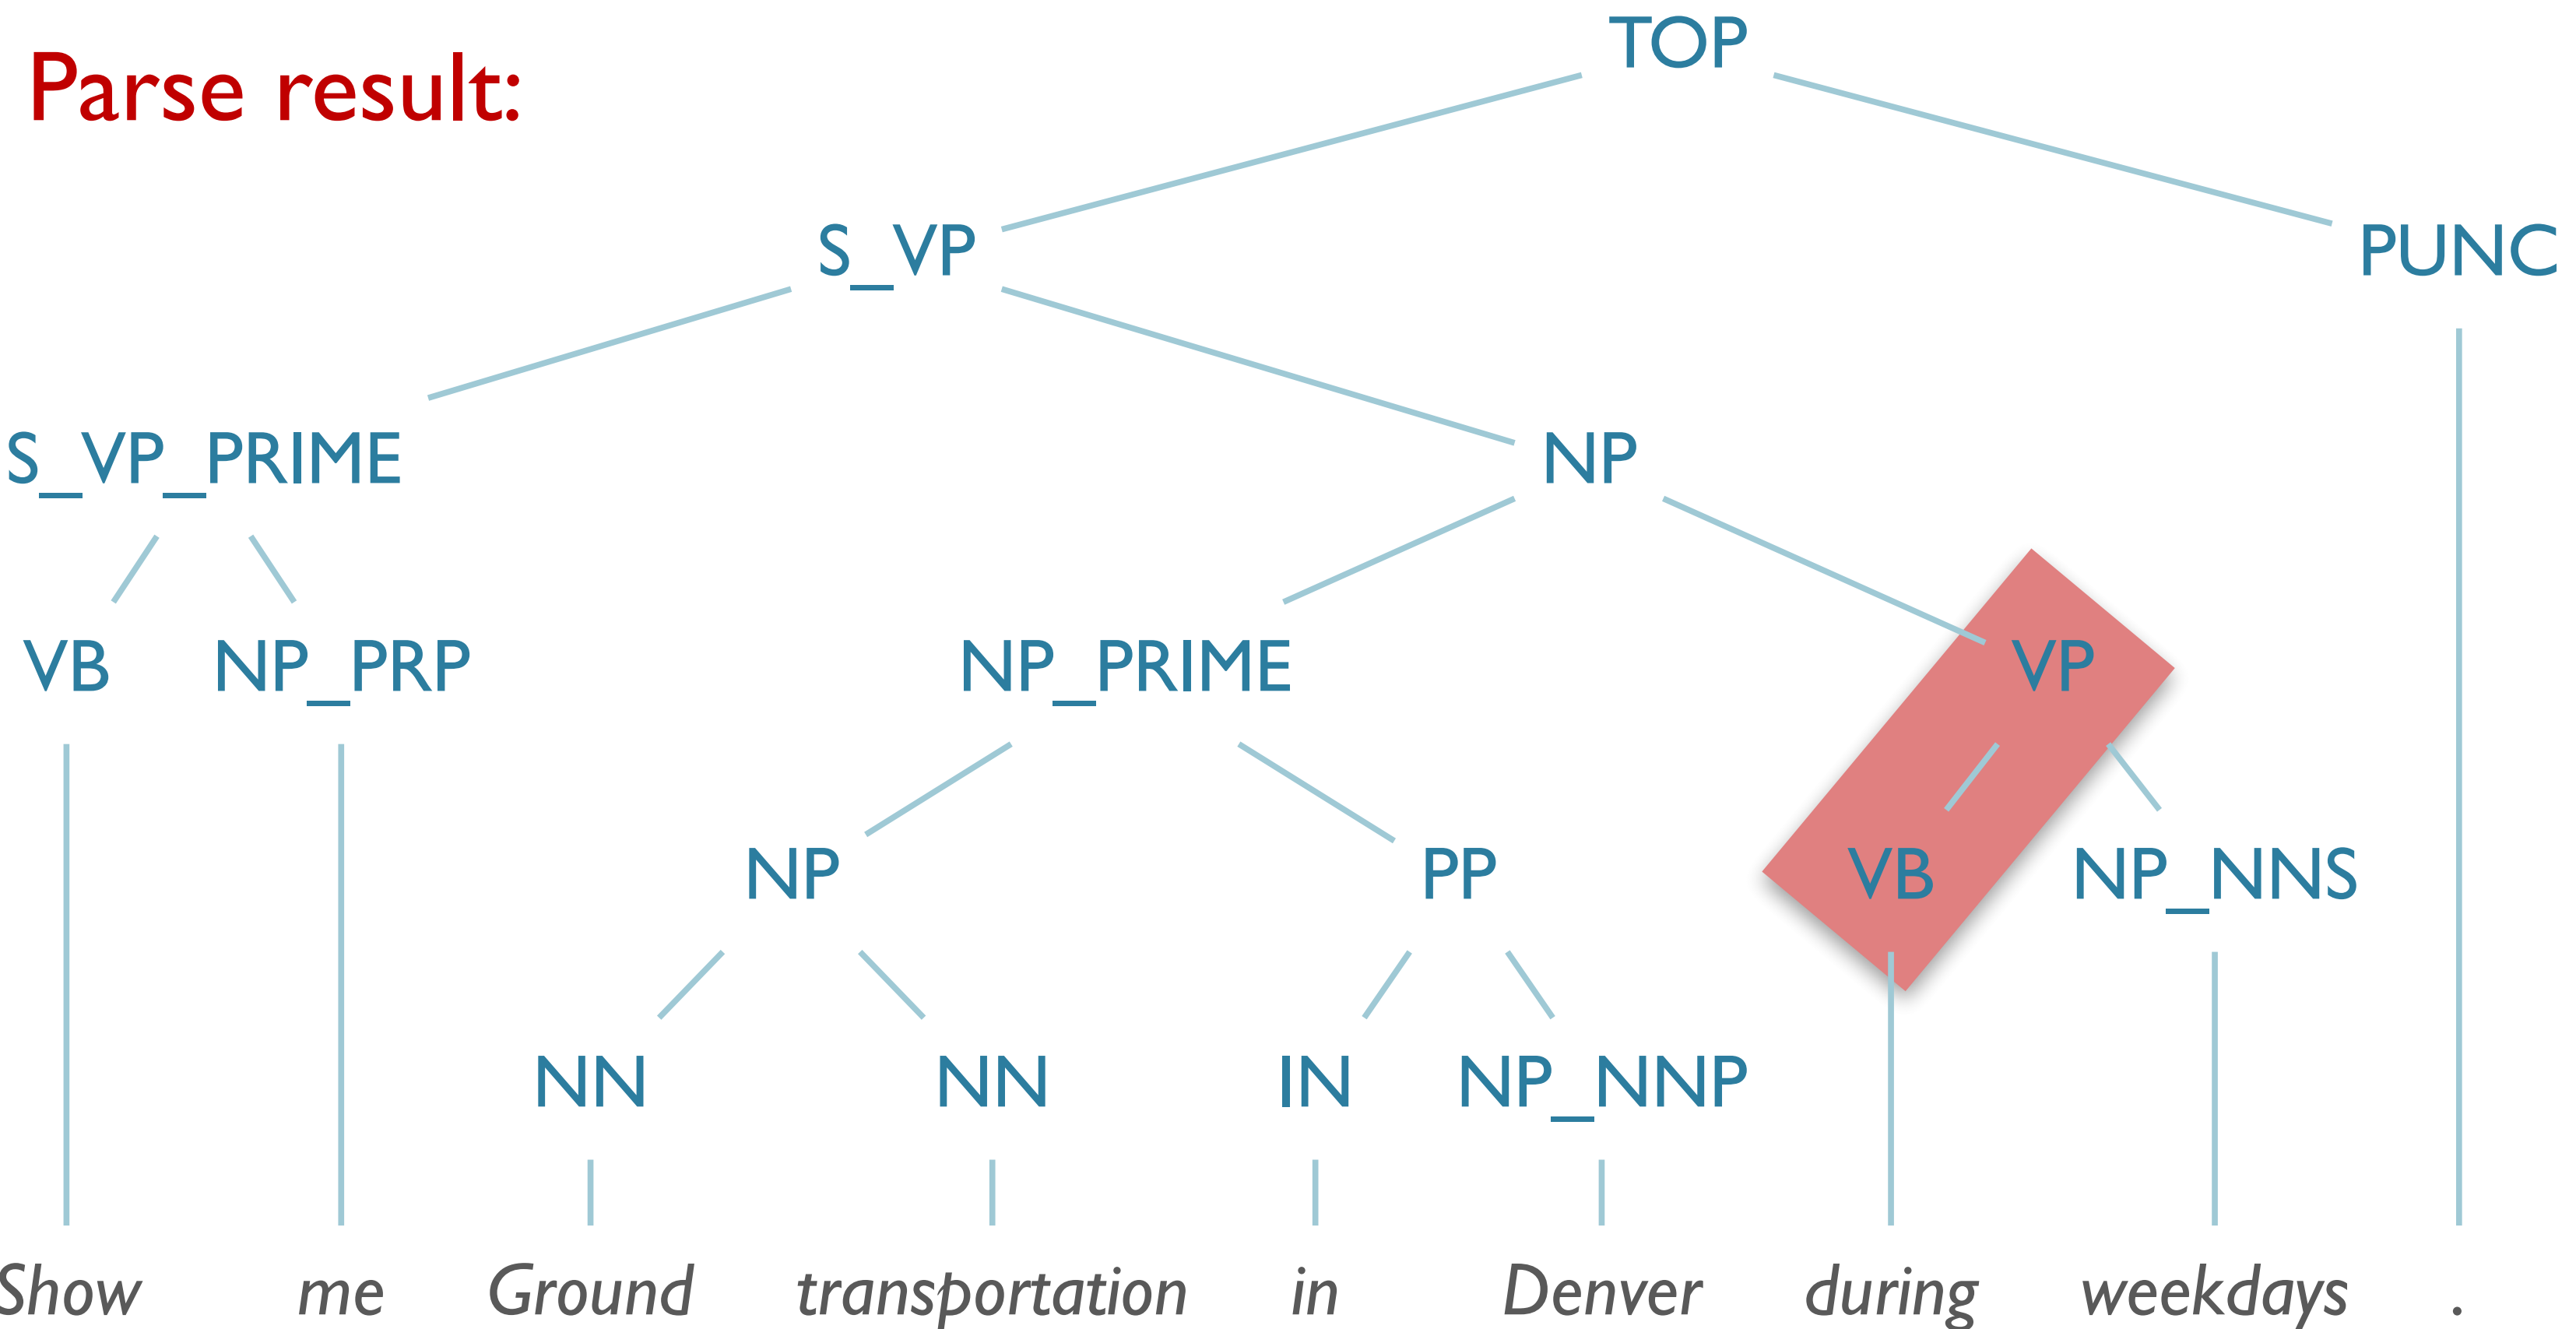 TOP
Parse result:
S_VP PUNC
S_VP_PRIME NP
VB NP_PRP NP_PRIME VP
NP PP VB NP_NNS
NN NN IN NP_NNP
Show me Ground transportation in Denver during weekdays .